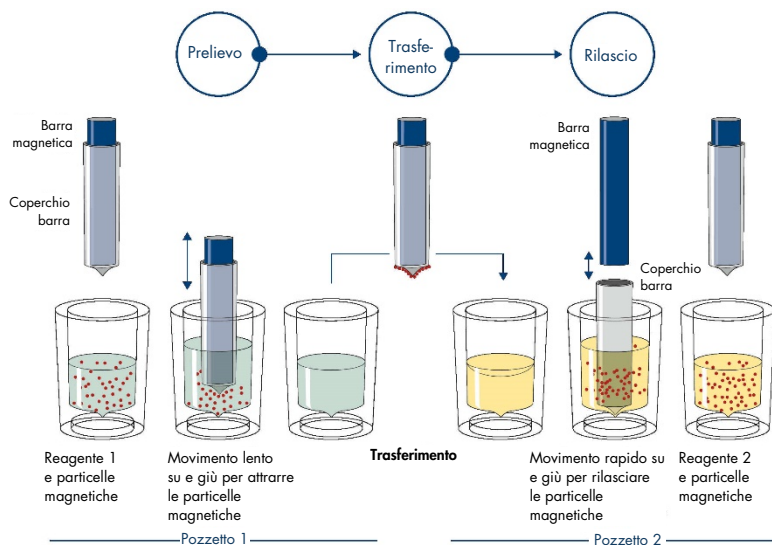 Prelievo
Trasfe-
rimento
Rilascio
Barra
magnetica
Coperchio
barra
Barra
magnetica
Coperchio
barra
Reagente 1
e particelle
magnetiche
Movimento lento
su e giù per attrarre
le particelle
magnetiche
Trasferimento
Movimento rapido su
e giù per rilasciare
le particelle
magnetiche
Reagente 2
e particelle
magnetiche
Pozzetto 1
Pozzetto 2